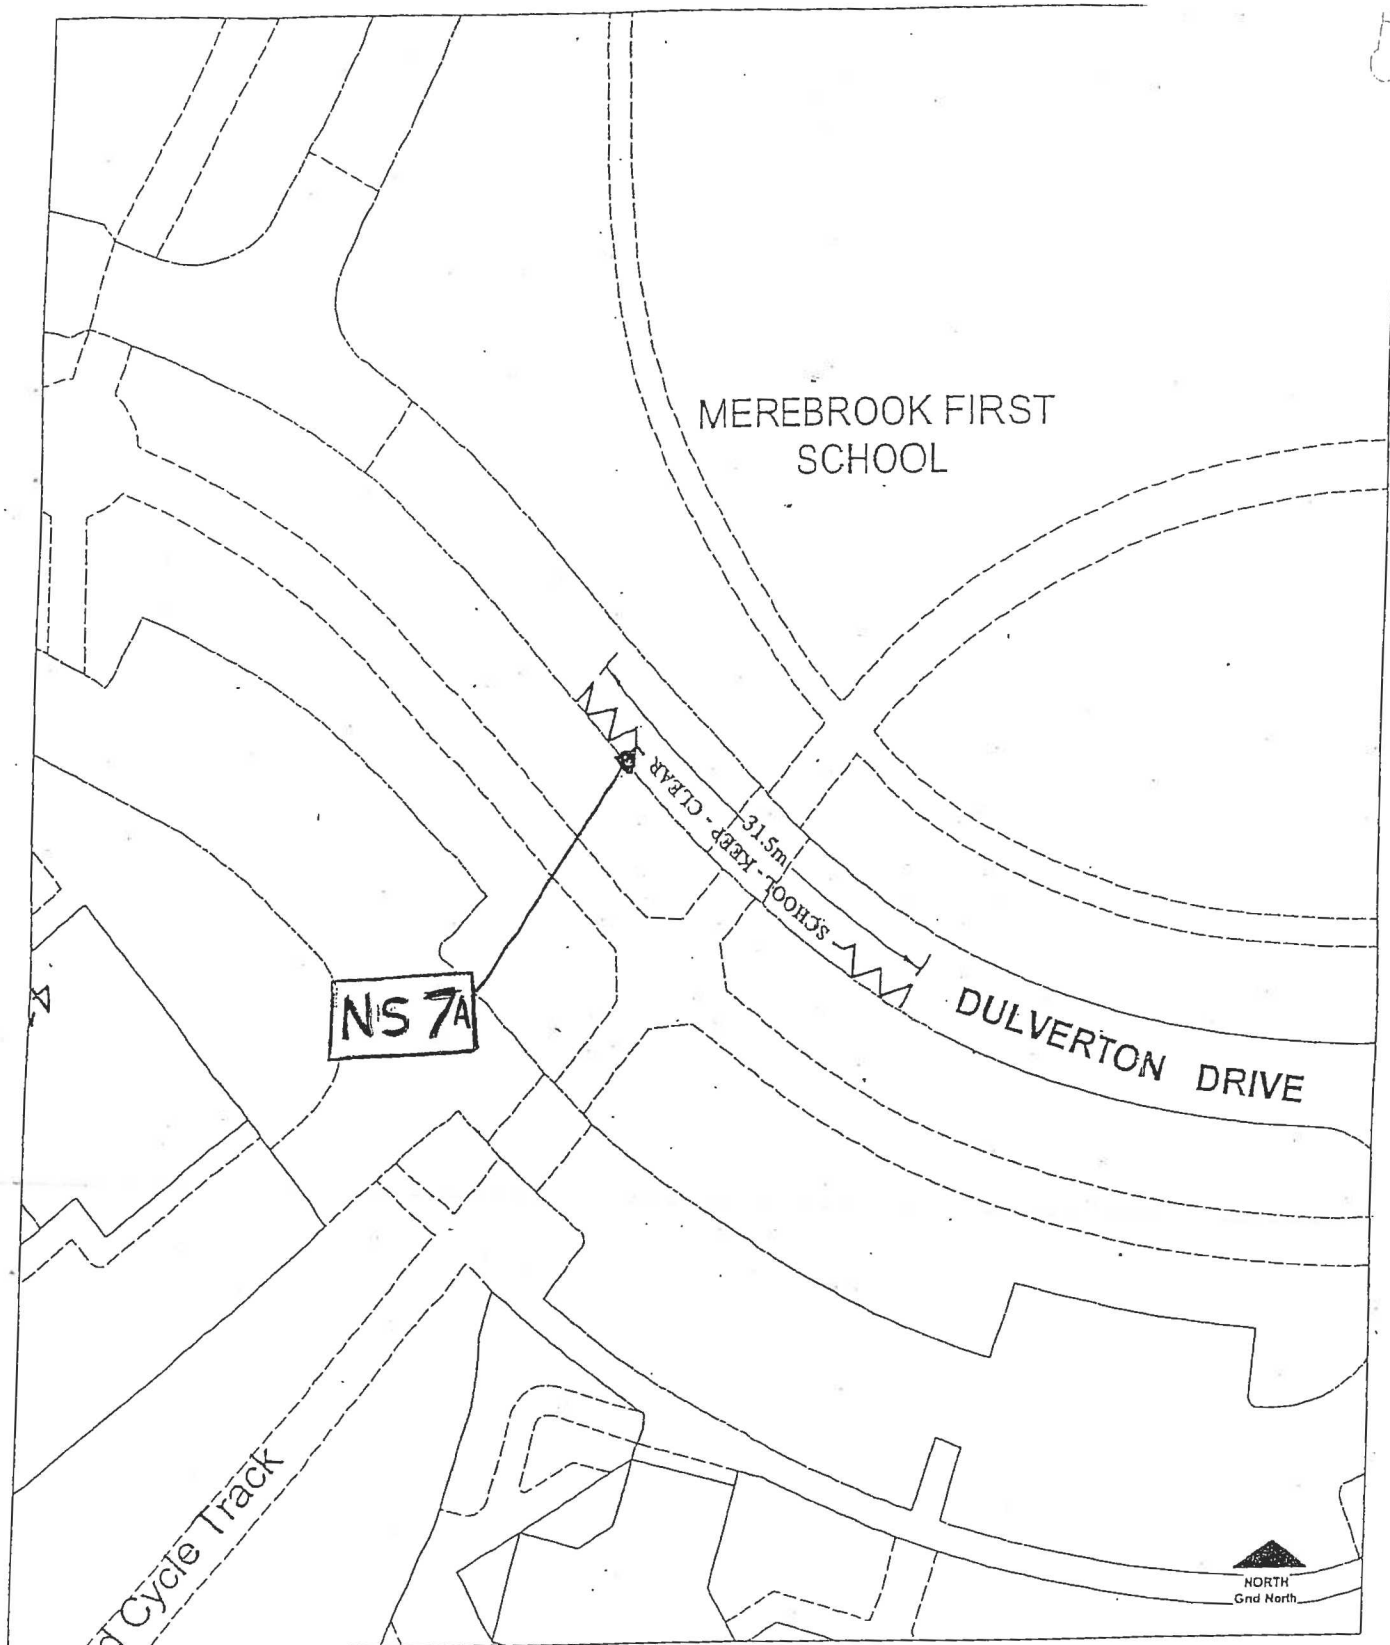 MEREBROOK FIRST
SCHOOL
31.5m
SCHOOL - KEEP - CLEAR
NS 7A
DULVERTON DRIVE
d Cycle Track
NORTH
Grid North